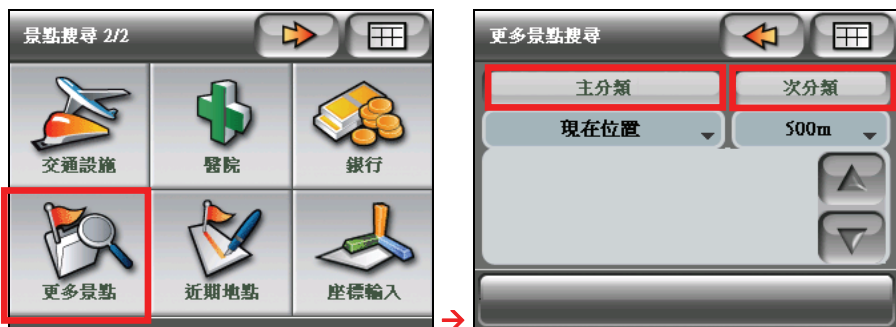 景點搜尋 2/2
交通設施 醫院 銀行
更多景點 近期地點 座標輸入
→
更多景點搜尋
主分類 次分類
現在位置 500m